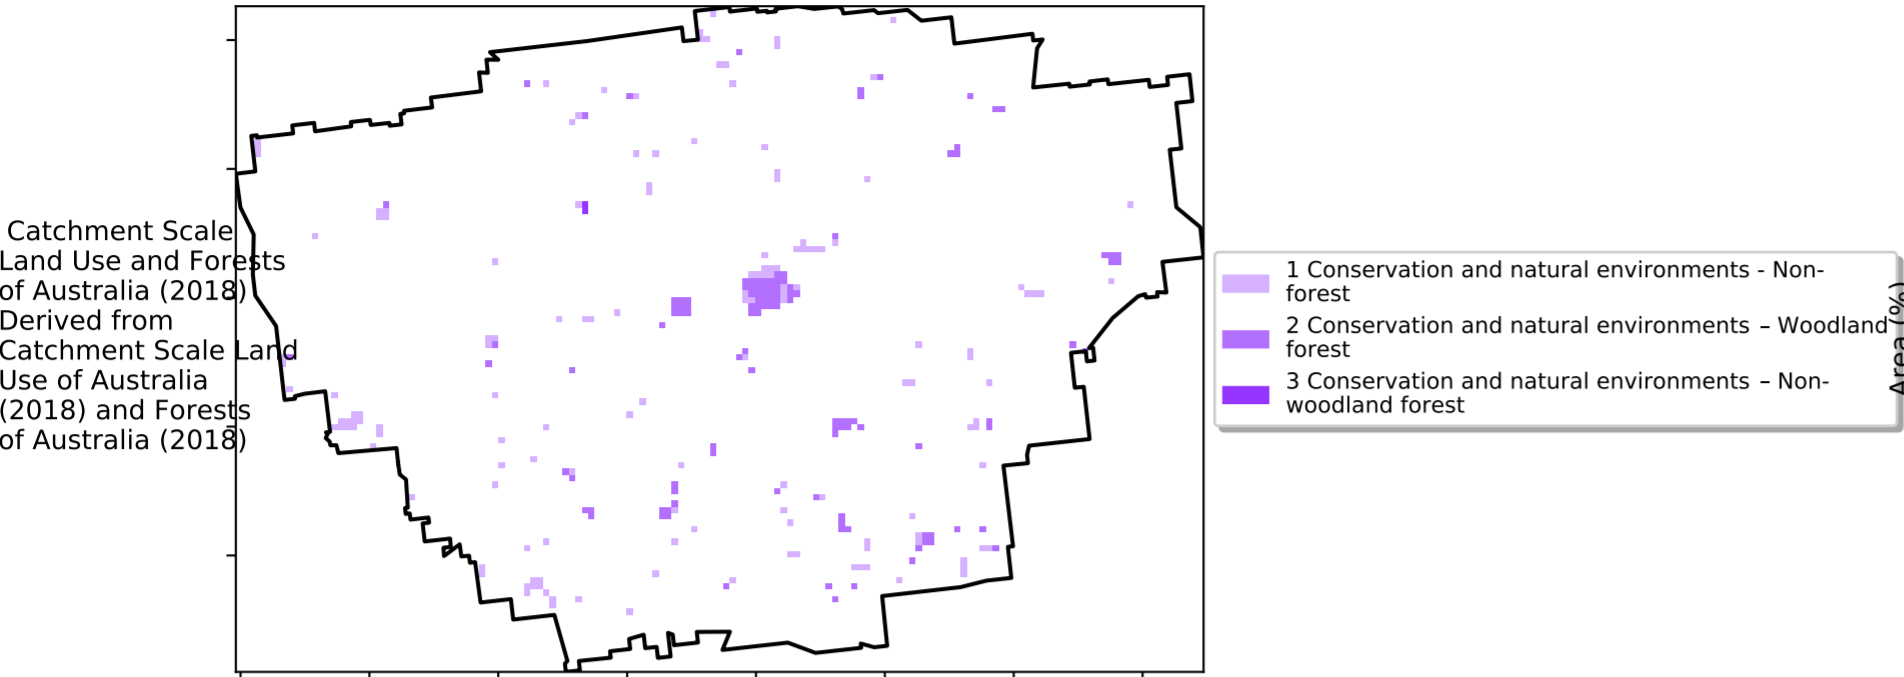 Catchment Scale
Land Use and Forests
of Australia (2018)
Derived from
Catchment Scale Land
Use of Australia
(2018) and Forests
of Australia (2018)
1 Conservation and natural environments - Non-
forest
2 Conservation and natural environments – Woodland
forest
3 Conservation and natural environments – Non-
woodland forest
Area (%)